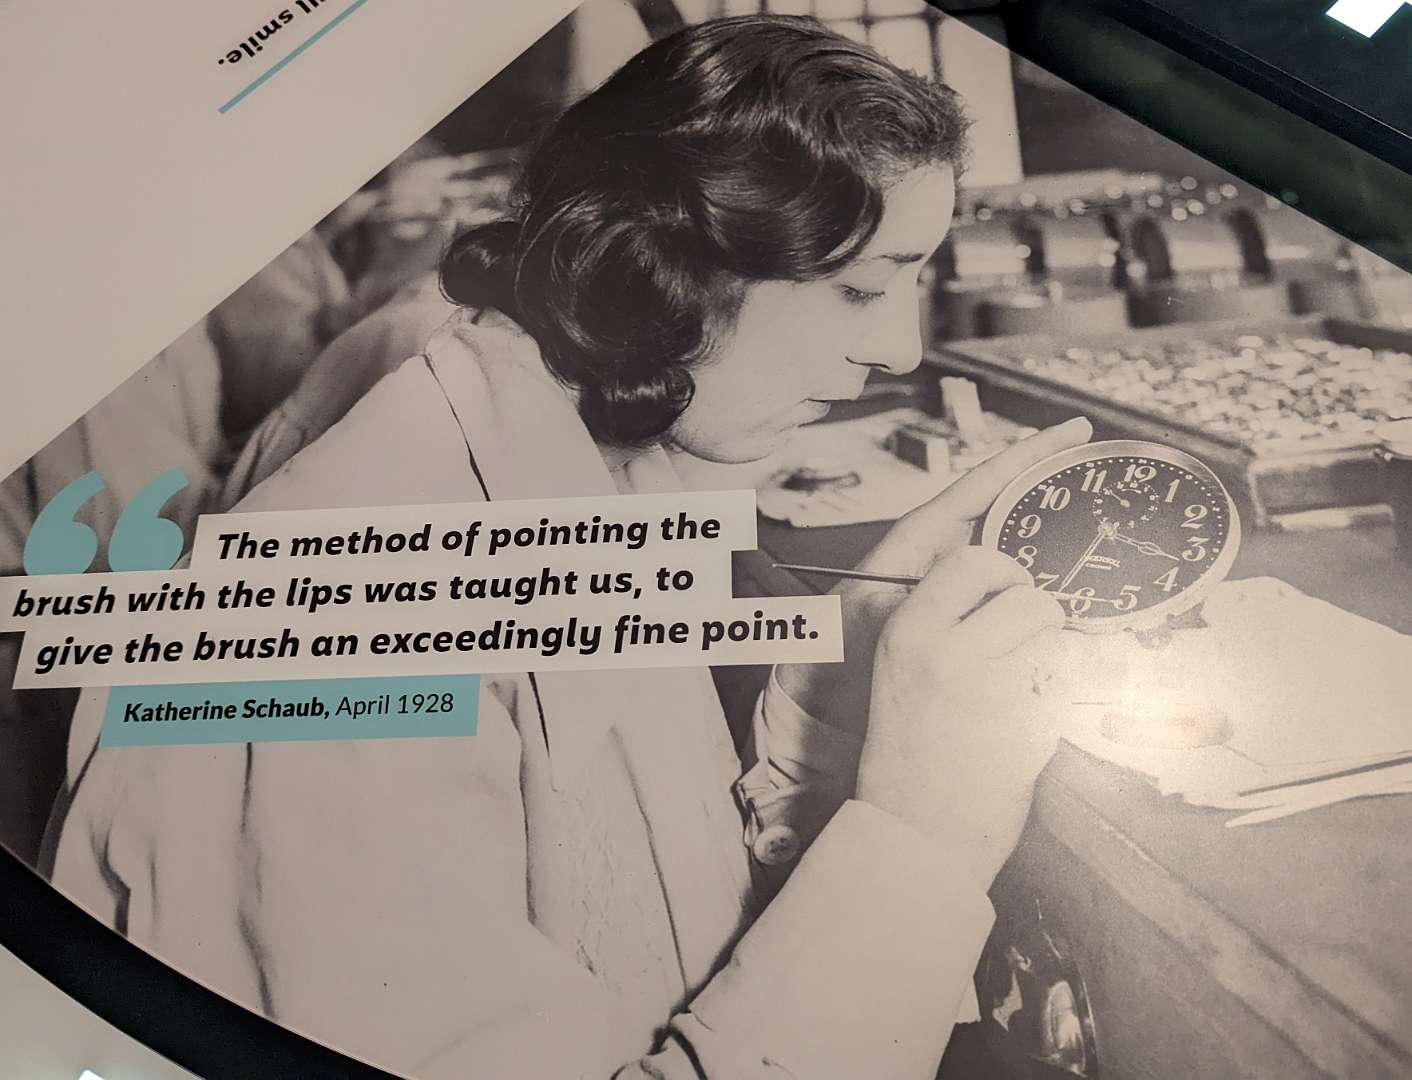 ll smile.
The method of pointing the
brush with the lips was taught us, to
give the brush an exceedingly fine point.
Katherine Schaub, April 1928
11 12 1
10 2
9 3
8 4
7 6 5